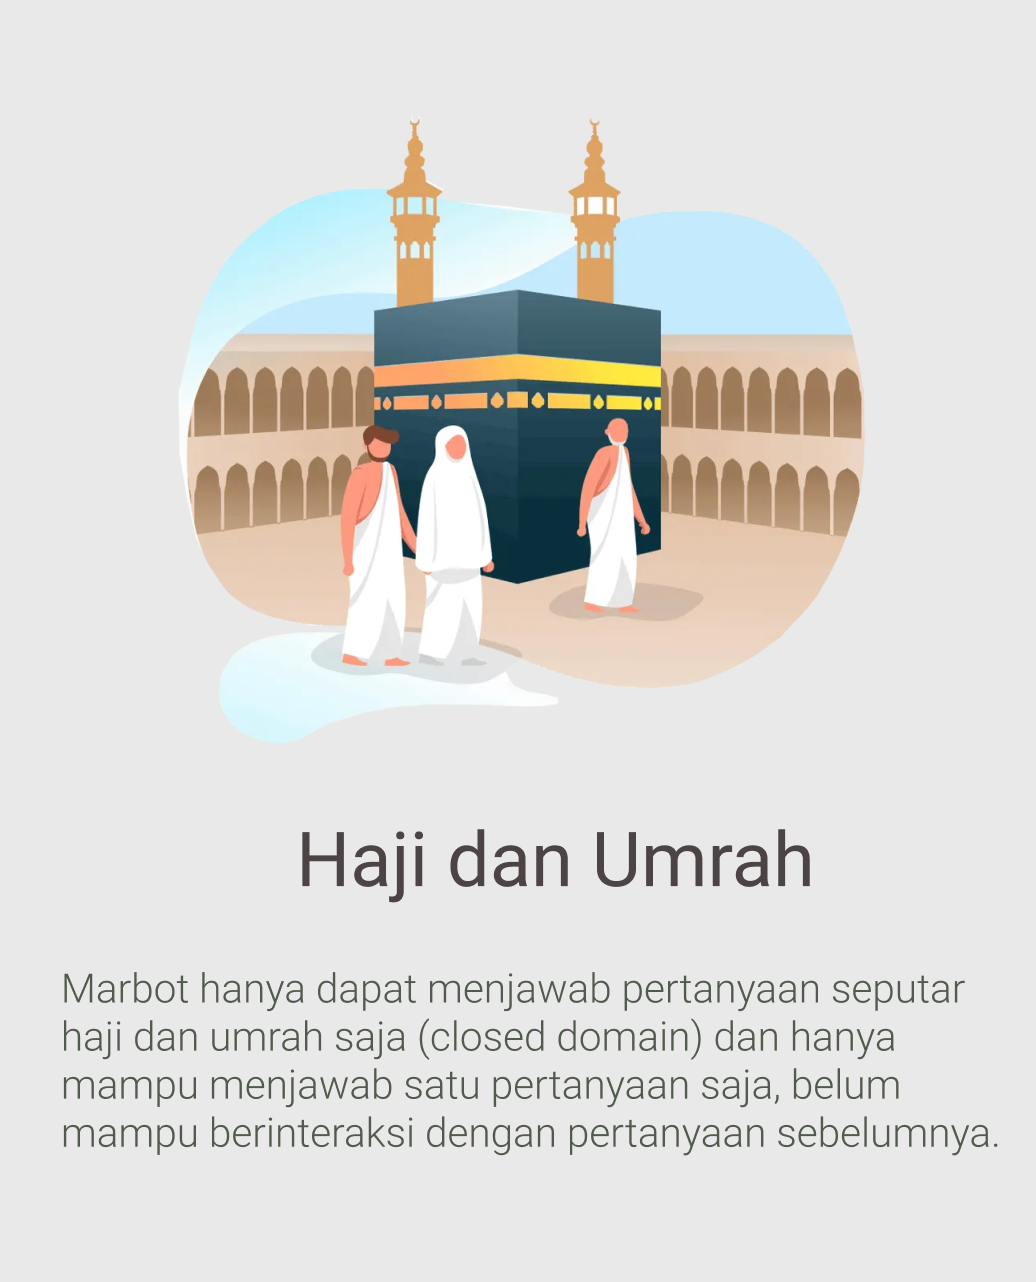 Haji dan Umrah
Marbot hanya dapat menjawab pertanyaan seputar
haji dan umrah saja (closed domain) dan hanya
mampu menjawab satu pertanyaan saja, belum
mampu berinteraksi dengan pertanyaan sebelumnya.